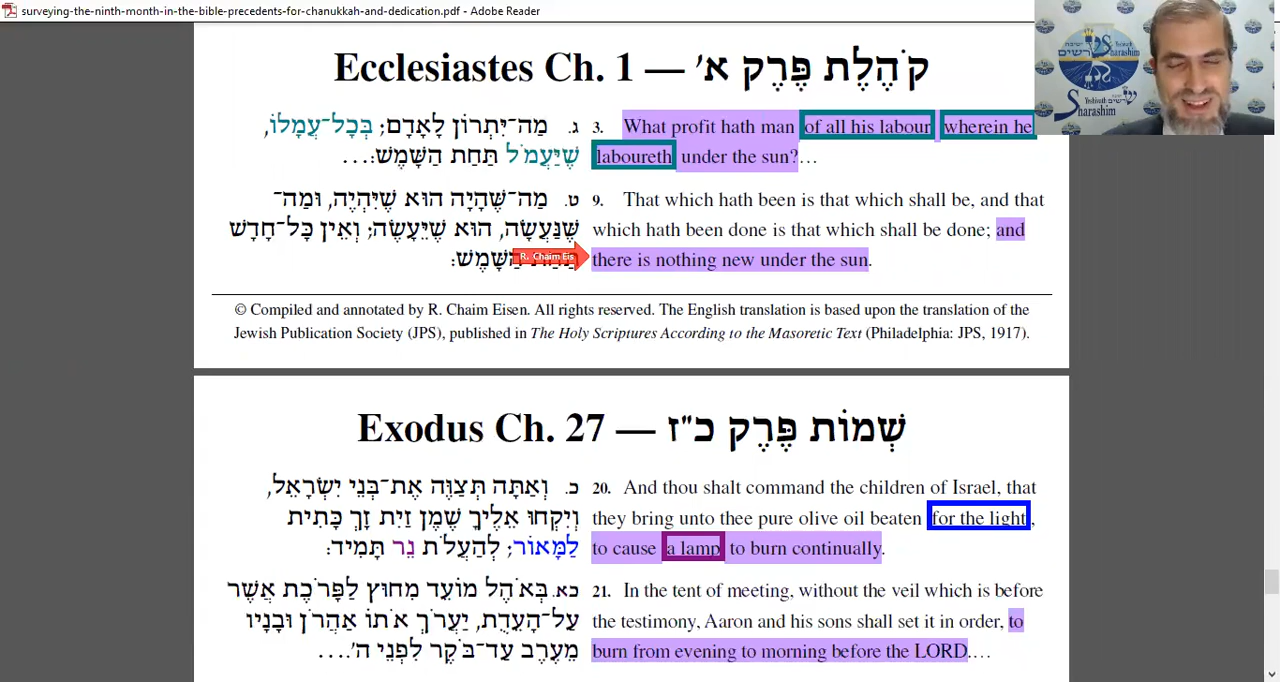 surveying-the-ninth-month-in-the-bible-precedents-for-chanukkah-and-dedication.pdf - Adobe Reader
Ecclesiastes Ch. 1 — קֹהֶלֶת פֶּרֶק א׳
ג. מַה־יִּתְרוֹן לָאָדָם; בְּכָל־עֲמָלוֹ,
שֶׁיַּעֲמֹל תַּחַת הַשָּׁמֶשׁ:...
3. What profit hath man of all his labour wherein he
laboureth under the sun?…
ט. מַה־שֶּׁהָיָה הוּא שֶׁיִּהְיֶה, וּמַה־
שֶּׁנַּעֲשָׂה, הוּא שֶׁיֵּעָשֶׂה; וְאֵין כָּל־חָדָשׁ
הַשָּׁמֶשׁ:
R. Chaim Eis
9. That which hath been is that which shall be, and that
which hath been done is that which shall be done; and
there is nothing new under the sun.
© Compiled and annotated by R. Chaim Eisen. All rights reserved. The English translation is based upon the translation of the
Jewish Publication Society (JPS), published in The Holy Scriptures According to the Masoretic Text (Philadelphia: JPS, 1917).
Exodus Ch. 27 — שְׁמוֹת פֶּרֶק כ״ז
כ. וְאַתָּה תְּצַוֶּה אֶת־בְּנֵי יִשְׂרָאֵל,
וְיִקְחוּ אֵלֶיךָ שֶׁמֶן זַיִת זָךְ כָּתִית
לַמָּאוֹר; לְהַעֲלֹת נֵר תָּמִיד:
20. And thou shalt command the children of Israel, that
they bring unto thee pure olive oil beaten for the light,
to cause a lamp to burn continually.
כא. בְּאֹהֶל מוֹעֵד מִחוּץ לַפָּרֹכֶת אֲשֶׁר
עַל־הָעֵדֻת, יַעֲרֹךְ אֹתוֹ אַהֲרֹן וּבָנָיו
מֵעֶרֶב עַד־בֹּקֶר לִפְנֵי ה׳....
21. In the tent of meeting, without the veil which is before
the testimony, Aaron and his sons shall set it in order, to
burn from evening to morning before the LORD.…
Sharashim